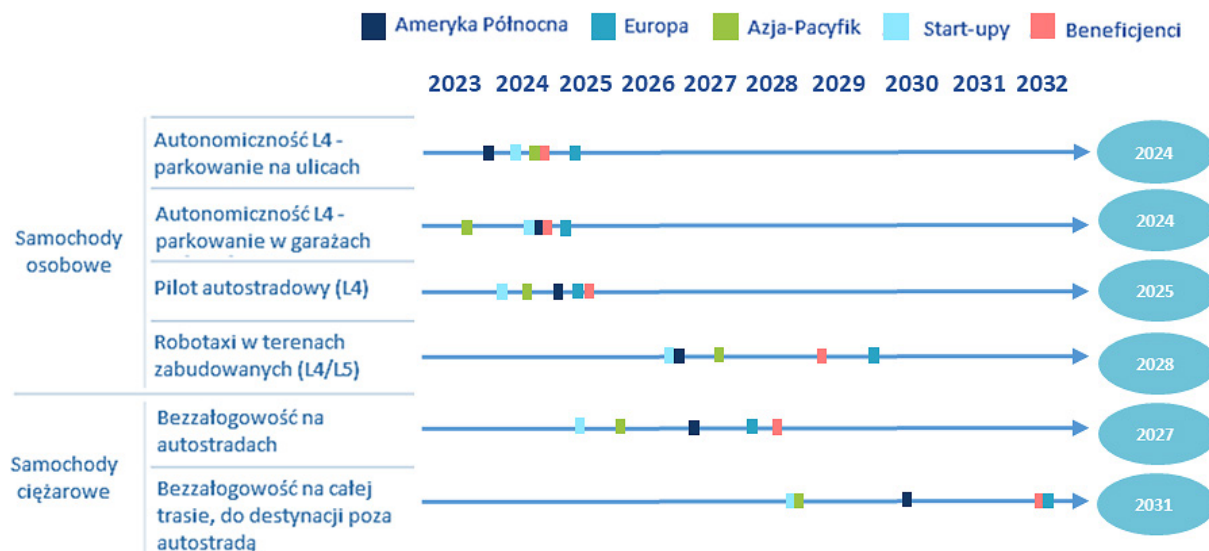 Ameryka Północna Europa Azja-Pacyfik Start-upy Beneficjenci
2023 2024 2025 2026 2027 2028 2029 2030 2031 2032
Samochody
osobowe
Autonomiczność L4 -
parkowanie na ulicach
2024
Autonomiczność L4 -
parkowanie w garażach
2024
Pilot autostradowy (L4)
2025
Robotaxi w terenach
zabudowanych (L4/L5)
2028
Samochody
ciężarowe
Bezzałogowość na
autostradach
2027
Bezzałogowość na całej
trasie, do destynacji poza
autostradą
2031